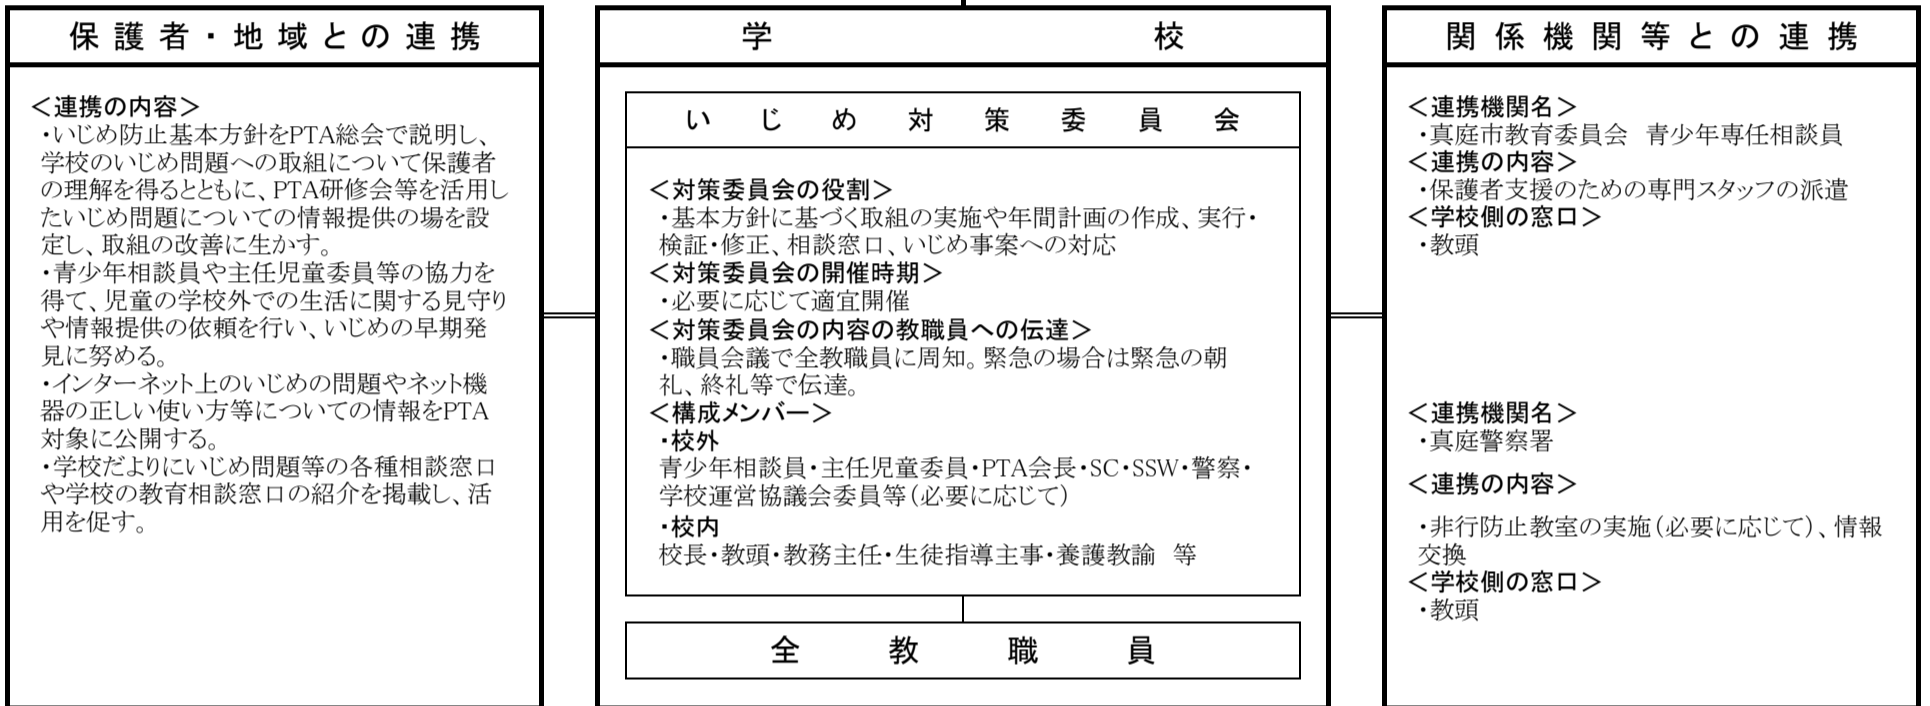 保護者・地域との連携
<連携の内容>
・いじめ防止基本方針をPTA総会で説明し、
学校のいじめ問題への取組について保護者
の理解を得るとともに、PTA研修会等を活用し
たいじめ問題についての情報提供の場を設
定し、取組の改善に生かす。
・青少年相談員や主任児童委員等の協力を
得て、児童の学校外での生活に関する見守り
や情報提供の依頼を行い、いじめの早期発
見に努める。
・インターネット上のいじめの問題やネット機
器の正しい使い方等についての情報をPTA
対象に公開する。
・学校だよりにいじめ問題等の各種相談窓口
や学校の教育相談窓口の紹介を掲載し、活
用を促す。
学校
いじめ対策委員会
<対策委員会の役割>
・基本方針に基づく取組の実施や年間計画の作成、実行・
検証・修正、相談窓口、いじめ事案への対応
<対策委員会の開催時期>
・必要に応じて適宜開催
<対策委員会の内容の教職員への伝達>
・職員会議で全教職員に周知。緊急の場合は緊急の朝
礼、終礼等で伝達。
<構成メンバー>
・校外
青少年相談員・主任児童委員・PTA会長・SC・SSW・警察・
学校運営協議会委員等(必要に応じて)
・校内
校長・教頭・教務主任・生徒指導主事・養護教諭 等
全教職員
関係機関等との連携
<連携機関名>
・真庭市教育委員会 青少年専任相談員
<連携の内容>
・保護者支援のための専門スタッフの派遣
<学校側の窓口>
・教頭
<連携機関名>
・真庭警察署
<連携の内容>
・非行防止教室の実施(必要に応じて)、情報
交換
<学校側の窓口>
・教頭